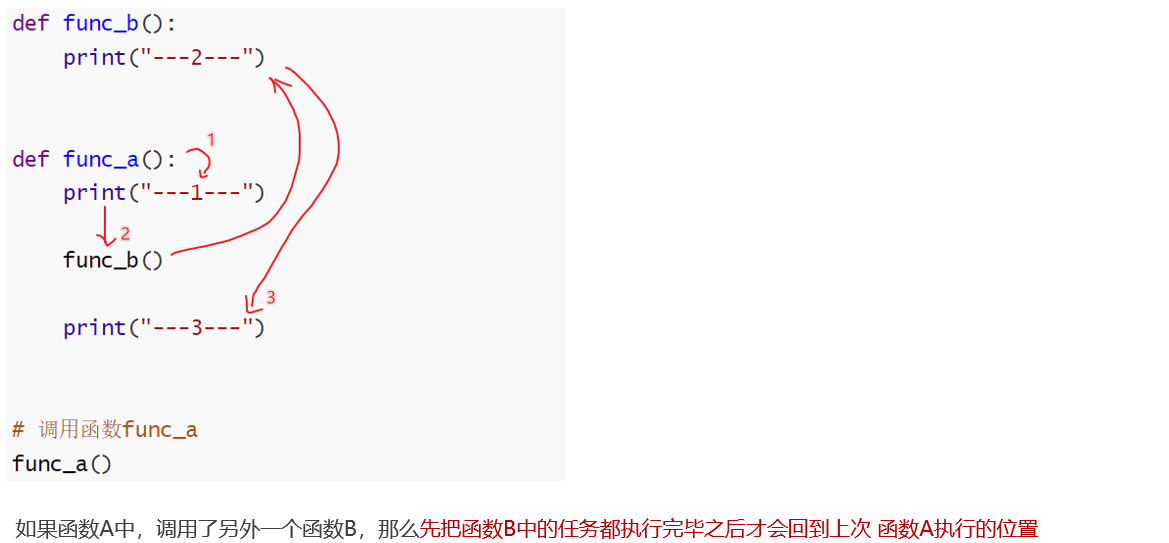 def func_b():
print("---2---")
def func_a():
1
print("---1---")
2
func_b()
3
print("---3---")
# 调用函数func_a
func_a()
如果函数A中，调用了另外一个函数B，那么先把函数B中的任务都执行完毕之后才会回到上次 函数A执行的位置